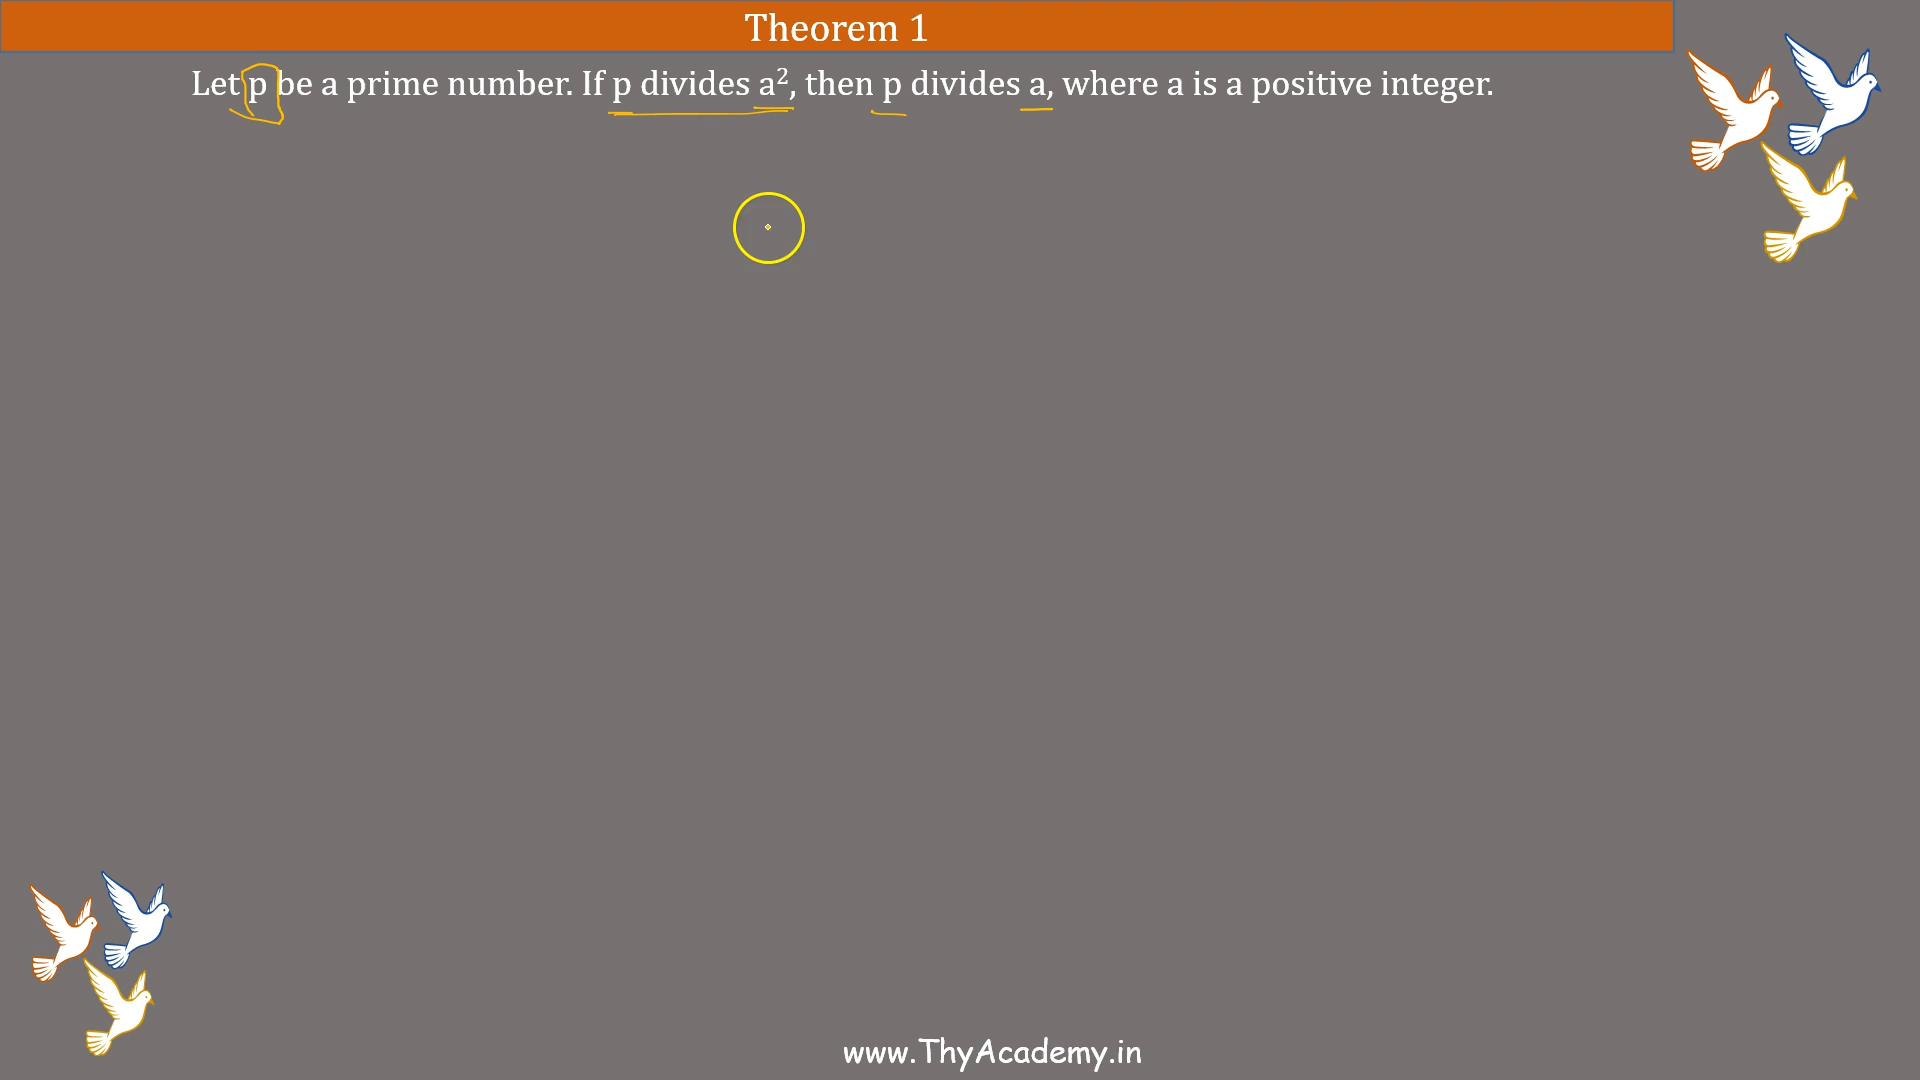 Theorem 1
Let p be a prime number. If p divides a², then p divides a, where a is a positive integer.
www.ThyAcademy.in